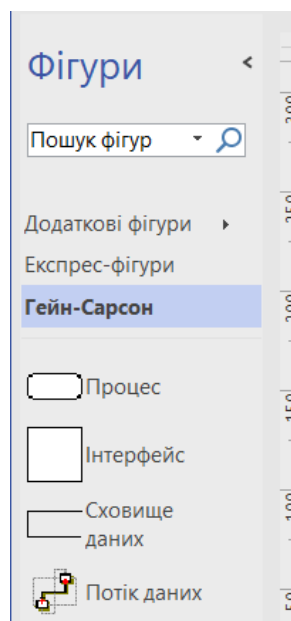 Фігури
Пошук фігур
Додаткові фігури
Експрес-фігури
Гейн-Сарсон
Процес
Інтерфейс
Сховище
даних
Потік даних